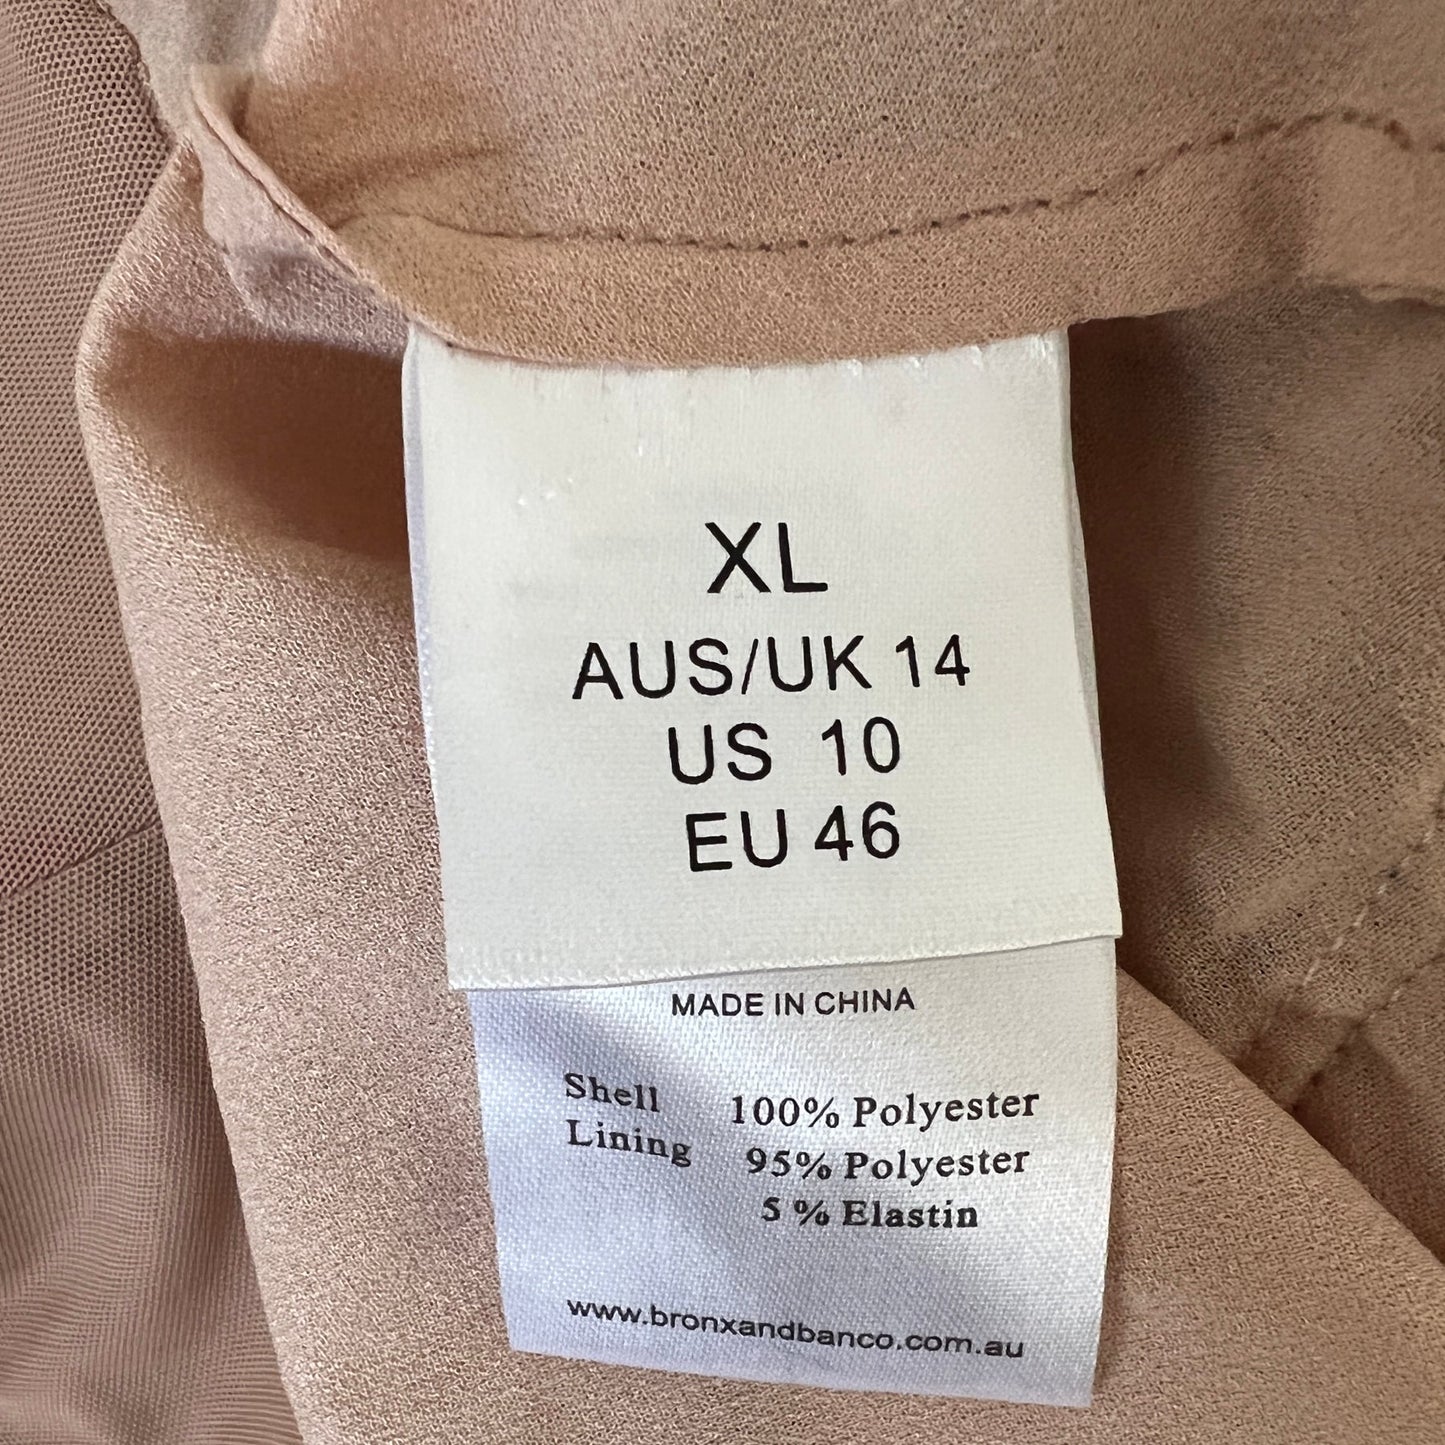 XL
AUS/UK 14
US 10
EU 46
MADE IN CHINA
Shell 100% Polyester
Lining 95% Polyester
5 % Elastin
www.bronxandbanco.com.au